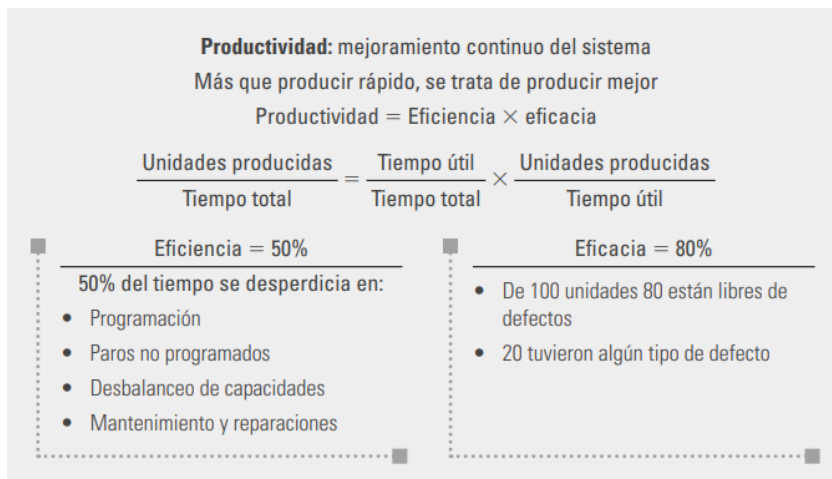 Productividad: mejoramiento continuo del sistema
Más que producir rápido, se trata de producir mejor
Productividad = Eficiencia × eficacia
Unidades producidas / Tiempo total = Tiempo útil / Tiempo total × Unidades producidas / Tiempo útil
Eficiencia = 50%
50% del tiempo se desperdicia en:
• Programación
• Paros no programados
• Desbalanceo de capacidades
• Mantenimiento y reparaciones
Eficacia = 80%
• De 100 unidades 80 están libres de
defectos
• 20 tuvieron algún tipo de defecto